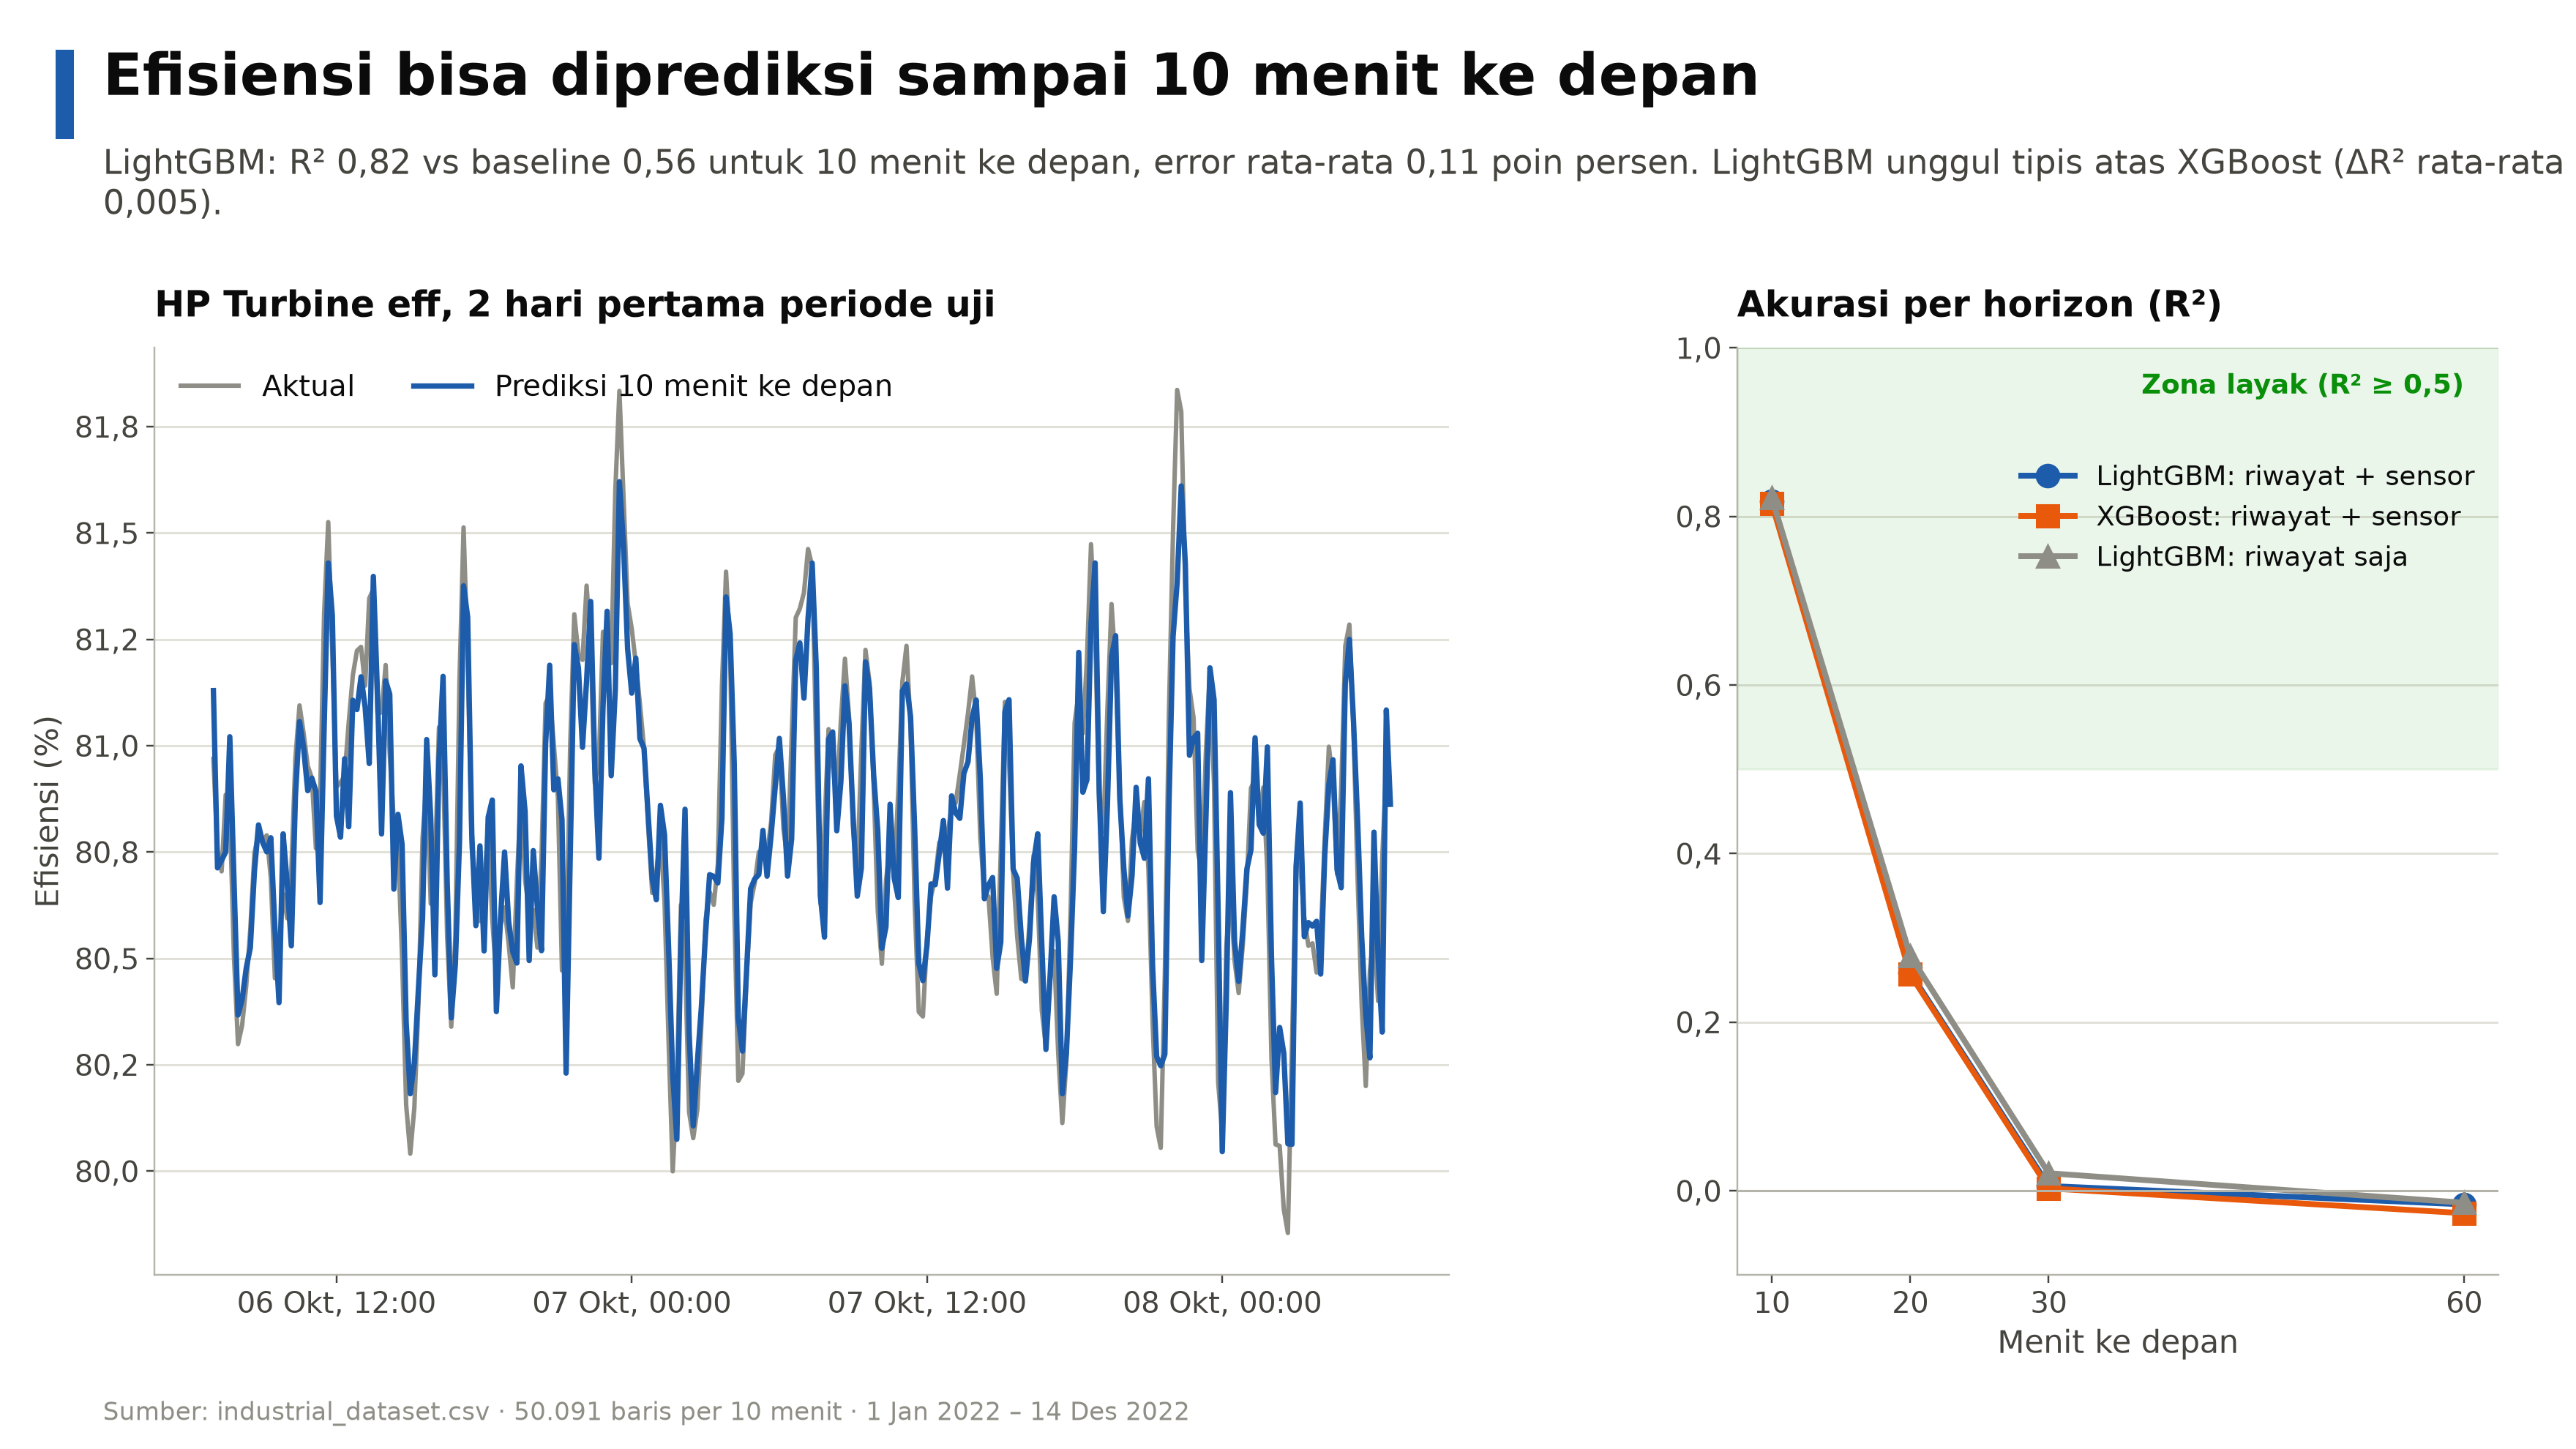 Efisiensi bisa diprediksi sampai 10 menit ke depan
LightGBM: R² 0,82 vs baseline 0,56 untuk 10 menit ke depan, error rata-rata 0,11 poin persen. LightGBM unggul tipis atas XGBoost (ΔR² rata-rata
0,005).
HP Turbine eff, 2 hari pertama periode uji
Aktual
Prediksi 10 menit ke depan
81,8
81,5
81,2
81,0
80,8
80,5
80,2
80,0
Efisiensi (%)
06 Okt, 12:00
07 Okt, 00:00
07 Okt, 12:00
08 Okt, 00:00
Akurasi per horizon (R²)
Zona layak (R² ≥ 0,5)
LightGBM: riwayat + sensor
XGBoost: riwayat + sensor
LightGBM: riwayat saja
1,0
0,8
0,6
0,4
0,2
0,0
10
20
30
60
Menit ke depan
Sumber: industrial_dataset.csv · 50.091 baris per 10 menit · 1 Jan 2022 – 14 Des 2022